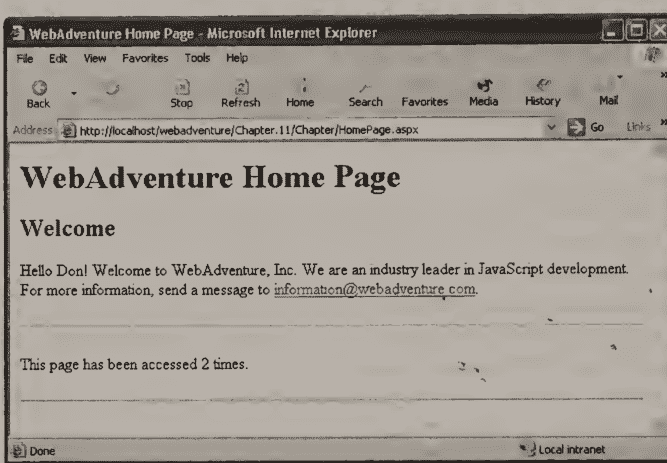 WebAdventure Home Page - Microsoft Internet Explorer
File Edit View Favorites Tools Help
Back Stop Refresh Home Search Favorites Media History Mail
Address http://localhost/webadventure/Chapter.11/Chapter/HomePage.aspx Go Links
WebAdventure Home Page
Welcome
Hello Don! Welcome to WebAdventure, Inc. We are an industry leader in JavaScript development.
For more information, send a message to information@webadventure.com.
This page has been accessed 2 times.
Done Local intranet